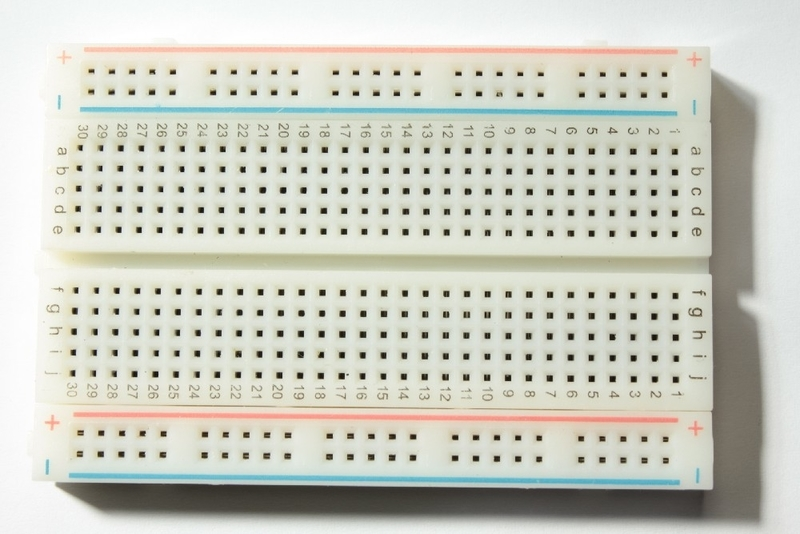 + +
− −
30 29 28 27 26 25 24 23 22 21 20 19 18 17 16 15 14 13 12 11 10 9 8 7 6 5 4 3 2 1
a a
b b
c c
d d
e e
f f
g g
h h
i i
j j
30 29 28 27 26 25 24 23 22 21 20 19 18 17 16 15 14 13 12 11 10 9 8 7 6 5 4 3 2 1
+ +
− −